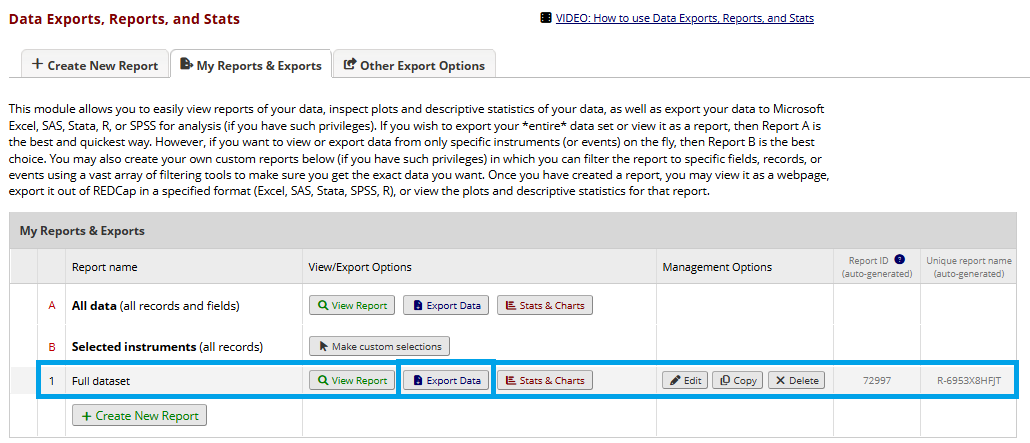 Data Exports, Reports, and Stats
VIDEO: How to use Data Exports, Reports, and Stats
+ Create New Report
My Reports & Exports
Other Export Options
This module allows you to easily view reports of your data, inspect plots and descriptive statistics of your data, as well as export your data to Microsoft
Excel, SAS, Stata, R, or SPSS for analysis (if you have such privileges). If you wish to export your *entire* data set or view it as a report, then Report A is
the best and quickest way. However, if you want to view or export data from only specific instruments (or events) on the fly, then Report B is the best
choice. You may also create your own custom reports below (if you have such privileges) in which you can filter the report to specific fields, records, or
events using a vast array of filtering tools to make sure you get the exact data you want. Once you have created a report, you may view it as a webpage,
export it out of REDCap in a specified format (Excel, SAS, Stata, SPSS, R), or view the plots and descriptive statistics for that report.
My Reports & Exports
Report name
View/Export Options
Management Options
Report ID ?
(auto-generated)
Unique report name
(auto-generated)
A All data (all records and fields) View Report Export Data Stats & Charts
B Selected instruments (all records) Make custom selections
1 Full dataset View Report Export Data Stats & Charts Edit Copy Delete 72997 R-6953X8HFJT
+ Create New Report